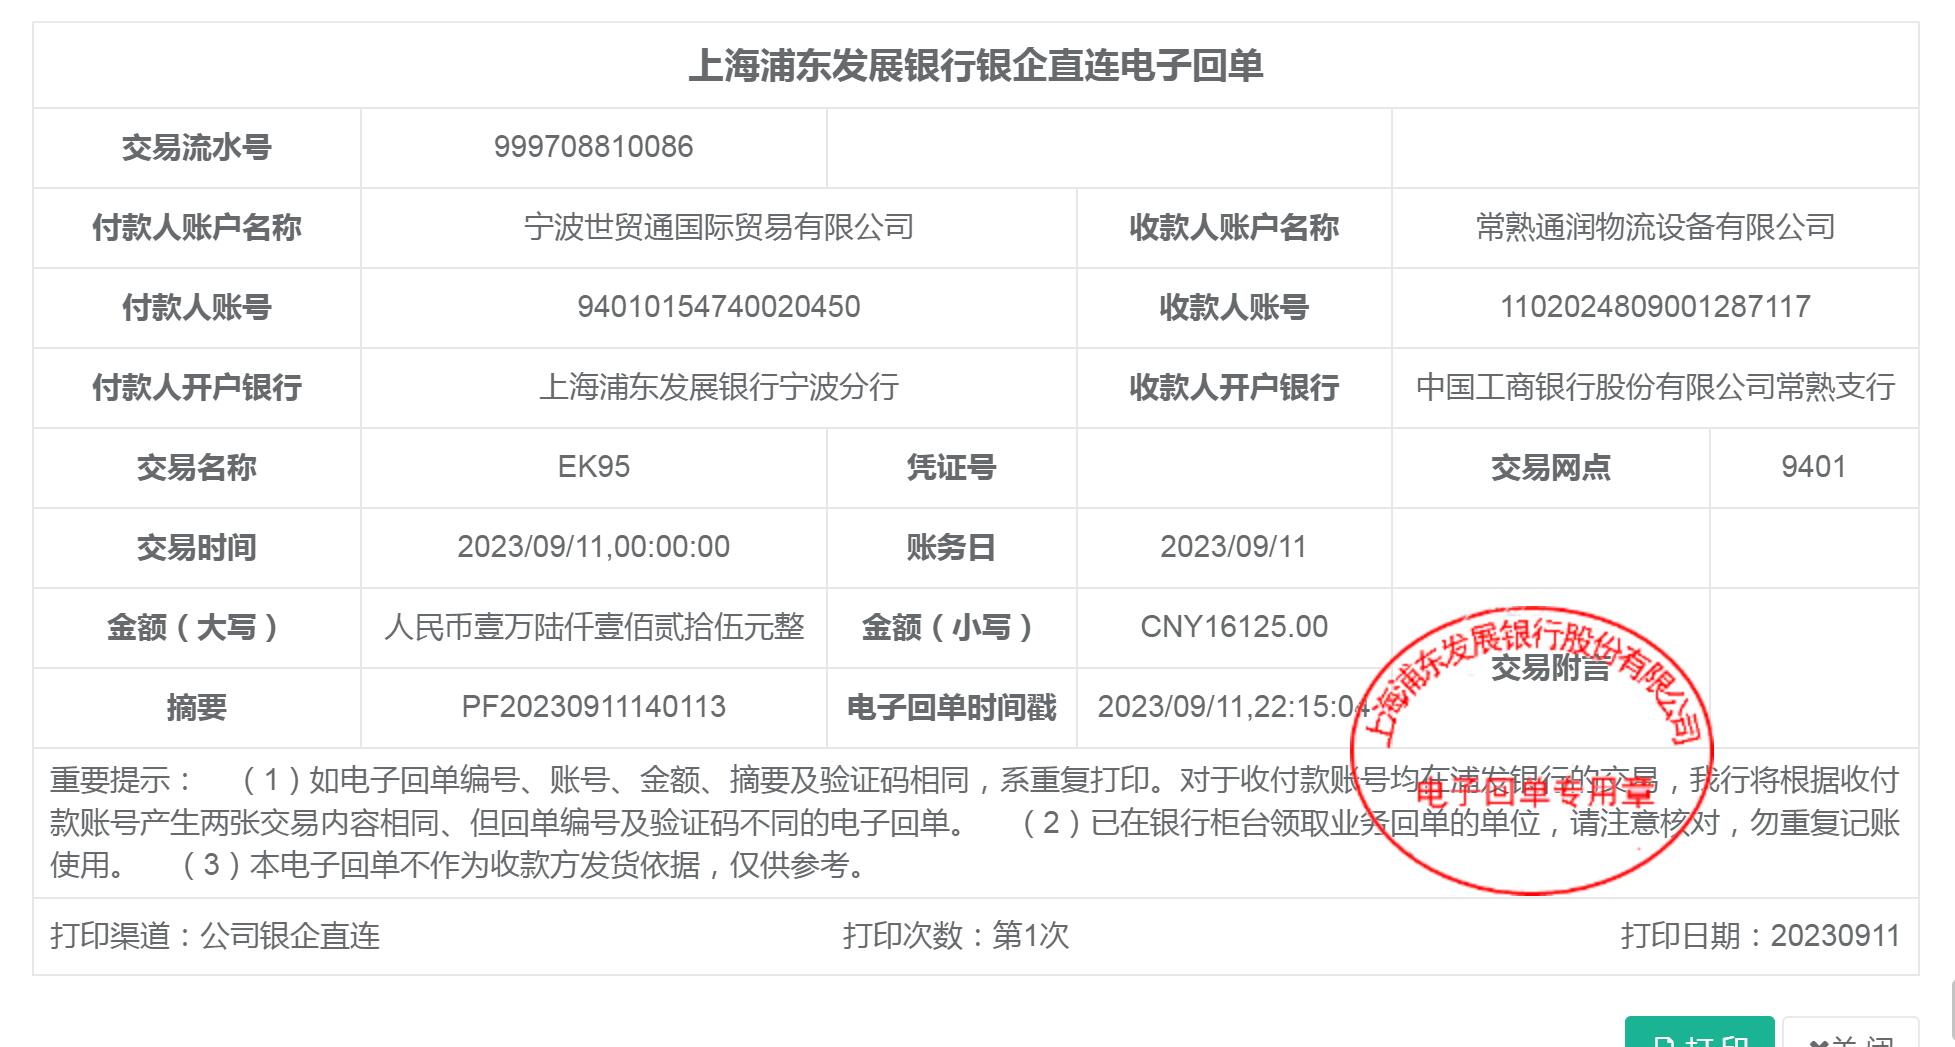 上海浦东发展银行银企直连电子回单
交易流水号 999708810086
付款人账户名称 宁波世贸通国际贸易有限公司 收款人账户名称 常熟通润物流设备有限公司
付款人账号 94010154740020450 收款人账号 1102024809001287117
付款人开户银行 上海浦东发展银行宁波分行 收款人开户银行 中国工商银行股份有限公司常熟支行
交易名称 EK95 凭证号 交易网点 9401
交易时间 2023/09/11,00:00:00 账务日 2023/09/11
金额（大写） 人民币壹万陆仟壹佰贰拾伍元整 金额（小写） CNY16125.00
交易附言
摘要 PF20230911140113 电子回单时间戳 2023/09/11,22:15:04
上海浦东发展银行股份有限公司
电子回单专用章
重要提示： （1）如电子回单编号、账号、金额、摘要及验证码相同，系重复打印。对于收付款账号均在浦发银行的交易，我行将根据收付
款账号产生两张交易内容相同、但回单编号及验证码不同的电子回单。 （2）已在银行柜台领取业务回单的单位，请注意核对，勿重复记账
使用。 （3）本电子回单不作为收款方发货依据，仅供参考。
打印渠道：公司银企直连 打印次数：第1次 打印日期：20230911
打印 关闭